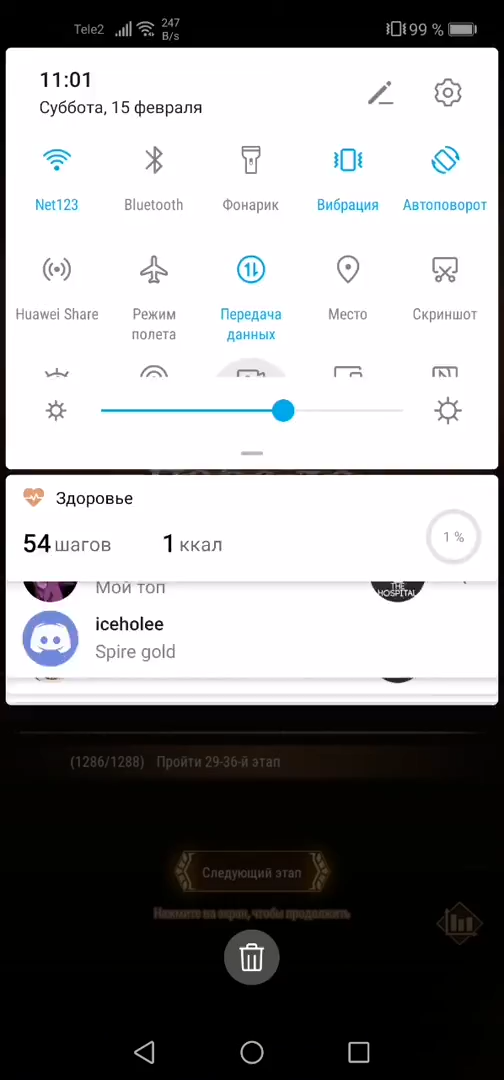 Tele2
247
B/s
99 %
11:01
Суббота, 15 февраля
Net123
Bluetooth
Фонарик
Вибрация
Автоповорот
Huawei Share
Режим
полета
Передача
данных
Место
Скриншот
Здоровье
54 шагов
1 ккал
1 %
Мой топ
THE
HOSPITAL
iceholee
Spire gold
(1286/1288) Пройти 29-36-й этап
Следующий этап
Нажмите на экран, чтобы продолжить